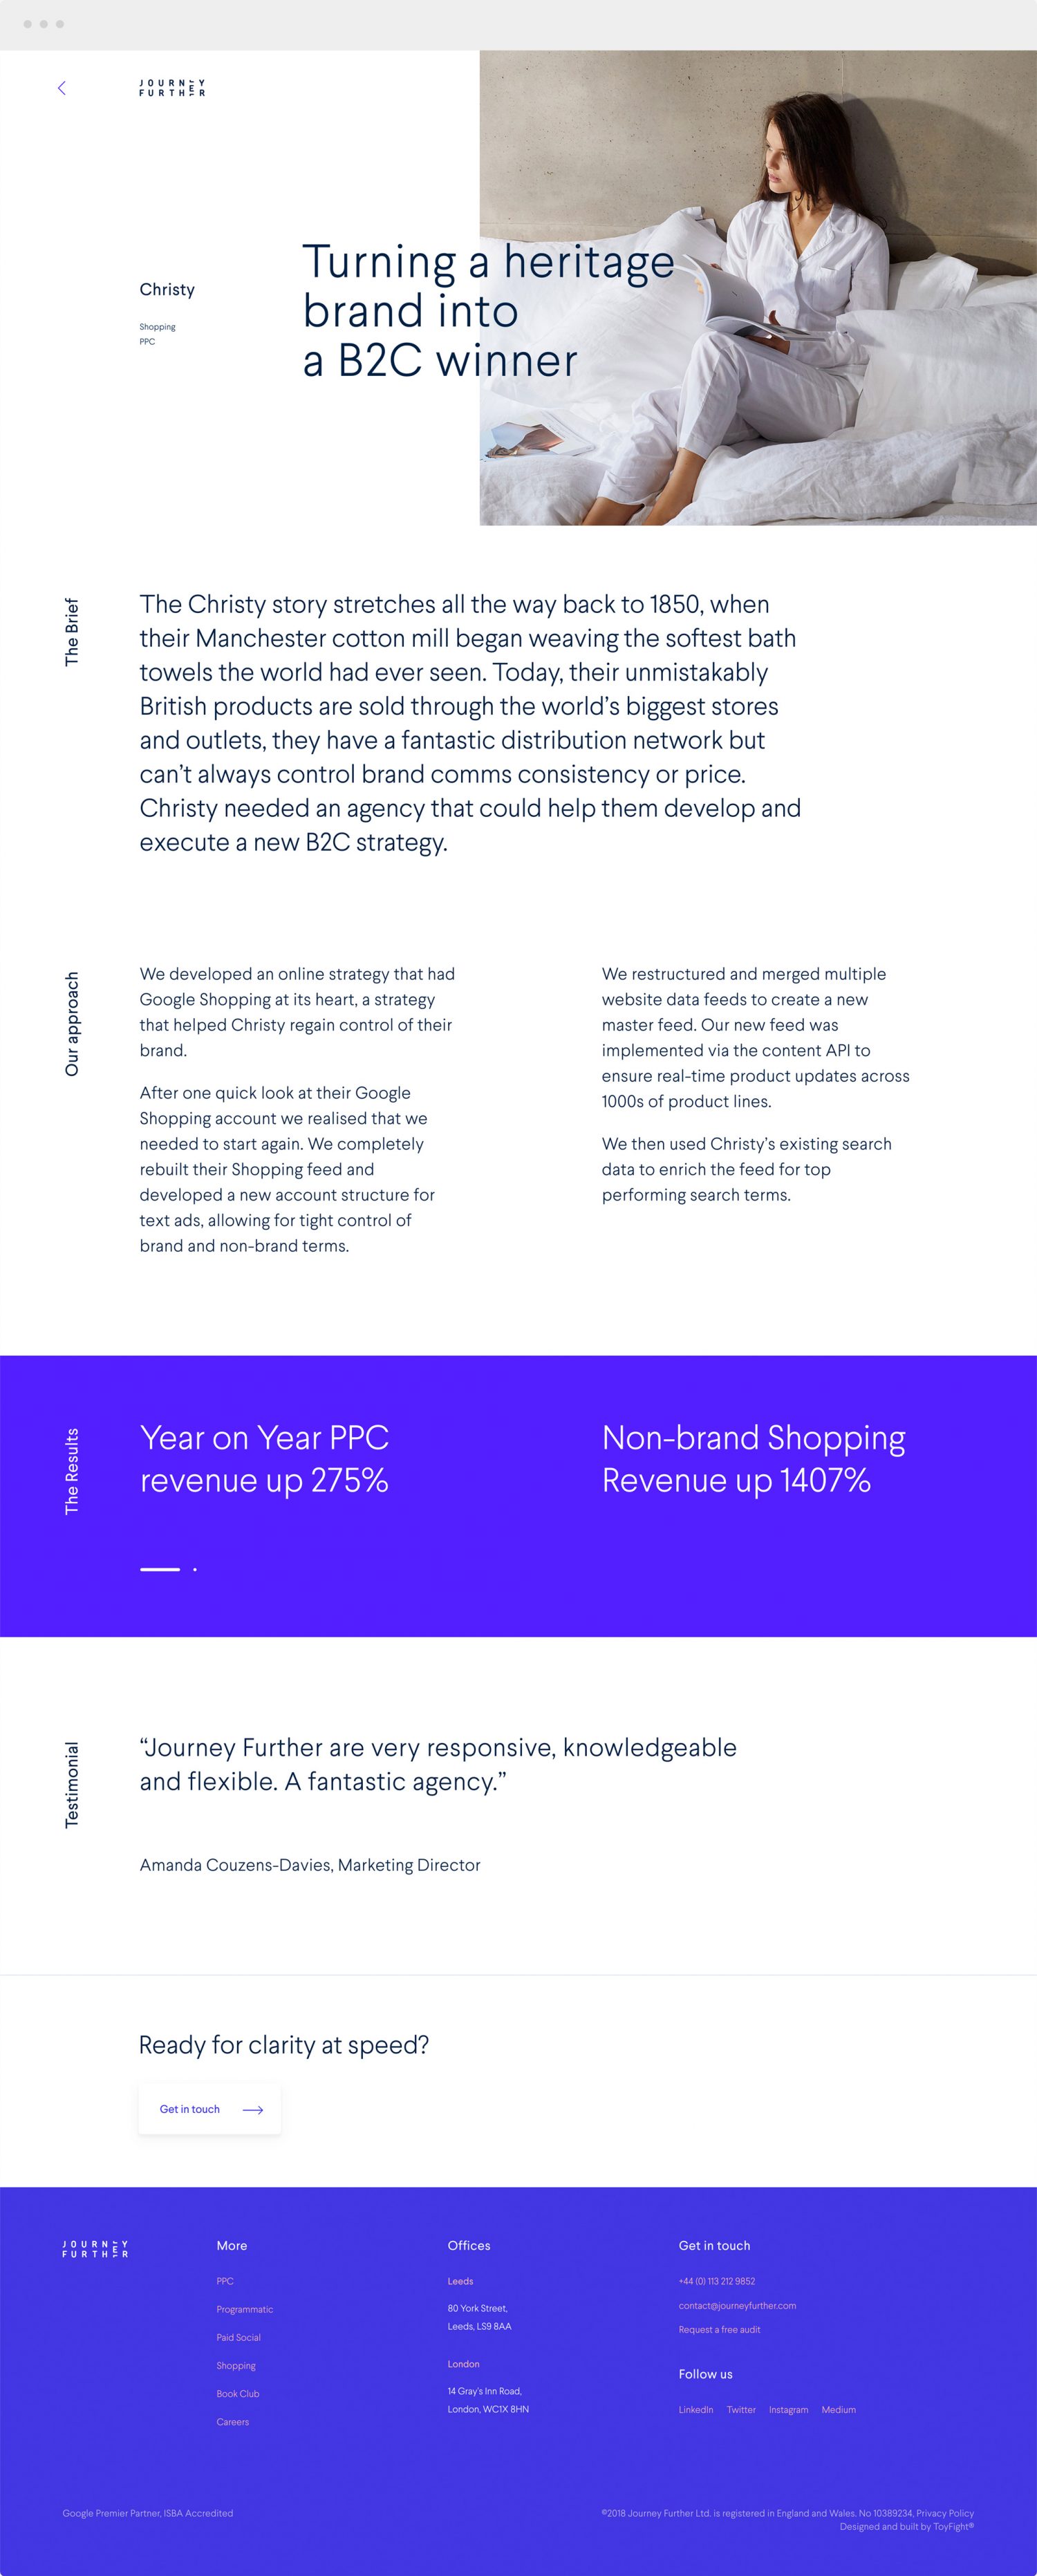 JOURNEY
FURTHER
Turning a heritage
brand into
a B2C winner
Christy
Shopping
PPC
The Brief
The Christy story stretches all the way back to 1850, when
their Manchester cotton mill began weaving the softest bath
towels the world had ever seen. Today, their unmistakably
British products are sold through the world’s biggest stores
and outlets, they have a fantastic distribution network but
can’t always control brand comms consistency or price.
Christy needed an agency that could help them develop and
execute a new B2C strategy.
Our approach
We developed an online strategy that had
Google Shopping at its heart, a strategy
that helped Christy regain control of their
brand.
After one quick look at their Google
Shopping account we realised that we
needed to start again. We completely
rebuilt their Shopping feed and
developed a new account structure for
text ads, allowing for tight control of
brand and non-brand terms.
We restructured and merged multiple
website data feeds to create a new
master feed. Our new feed was
implemented via the content API to
ensure real-time product updates across
1000s of product lines.
We then used Christy’s existing search
data to enrich the feed for top
performing search terms.
The Results
Year on Year PPC
revenue up 275%
Non-brand Shopping
Revenue up 1407%
Testimonial
“Journey Further are very responsive, knowledgeable
and flexible. A fantastic agency.”
Amanda Couzens-Davies, Marketing Director
Ready for clarity at speed?
Get in touch
JOURNEY
FURTHER
More
PPC
Programmatic
Paid Social
Shopping
Book Club
Careers
Offices
Leeds
80 York Street,
Leeds, LS9 8AA
London
14 Gray’s Inn Road,
London, WC1X 8HN
Get in touch
+44 (0) 113 212 9852
contact@journeyfurther.com
Request a free audit
Follow us
LinkedIn Twitter Instagram Medium
Google Premier Partner, ISBA Accredited
©2018 Journey Further Ltd. is registered in England and Wales. No 10389234, Privacy Policy
Designed and built by ToyFight®